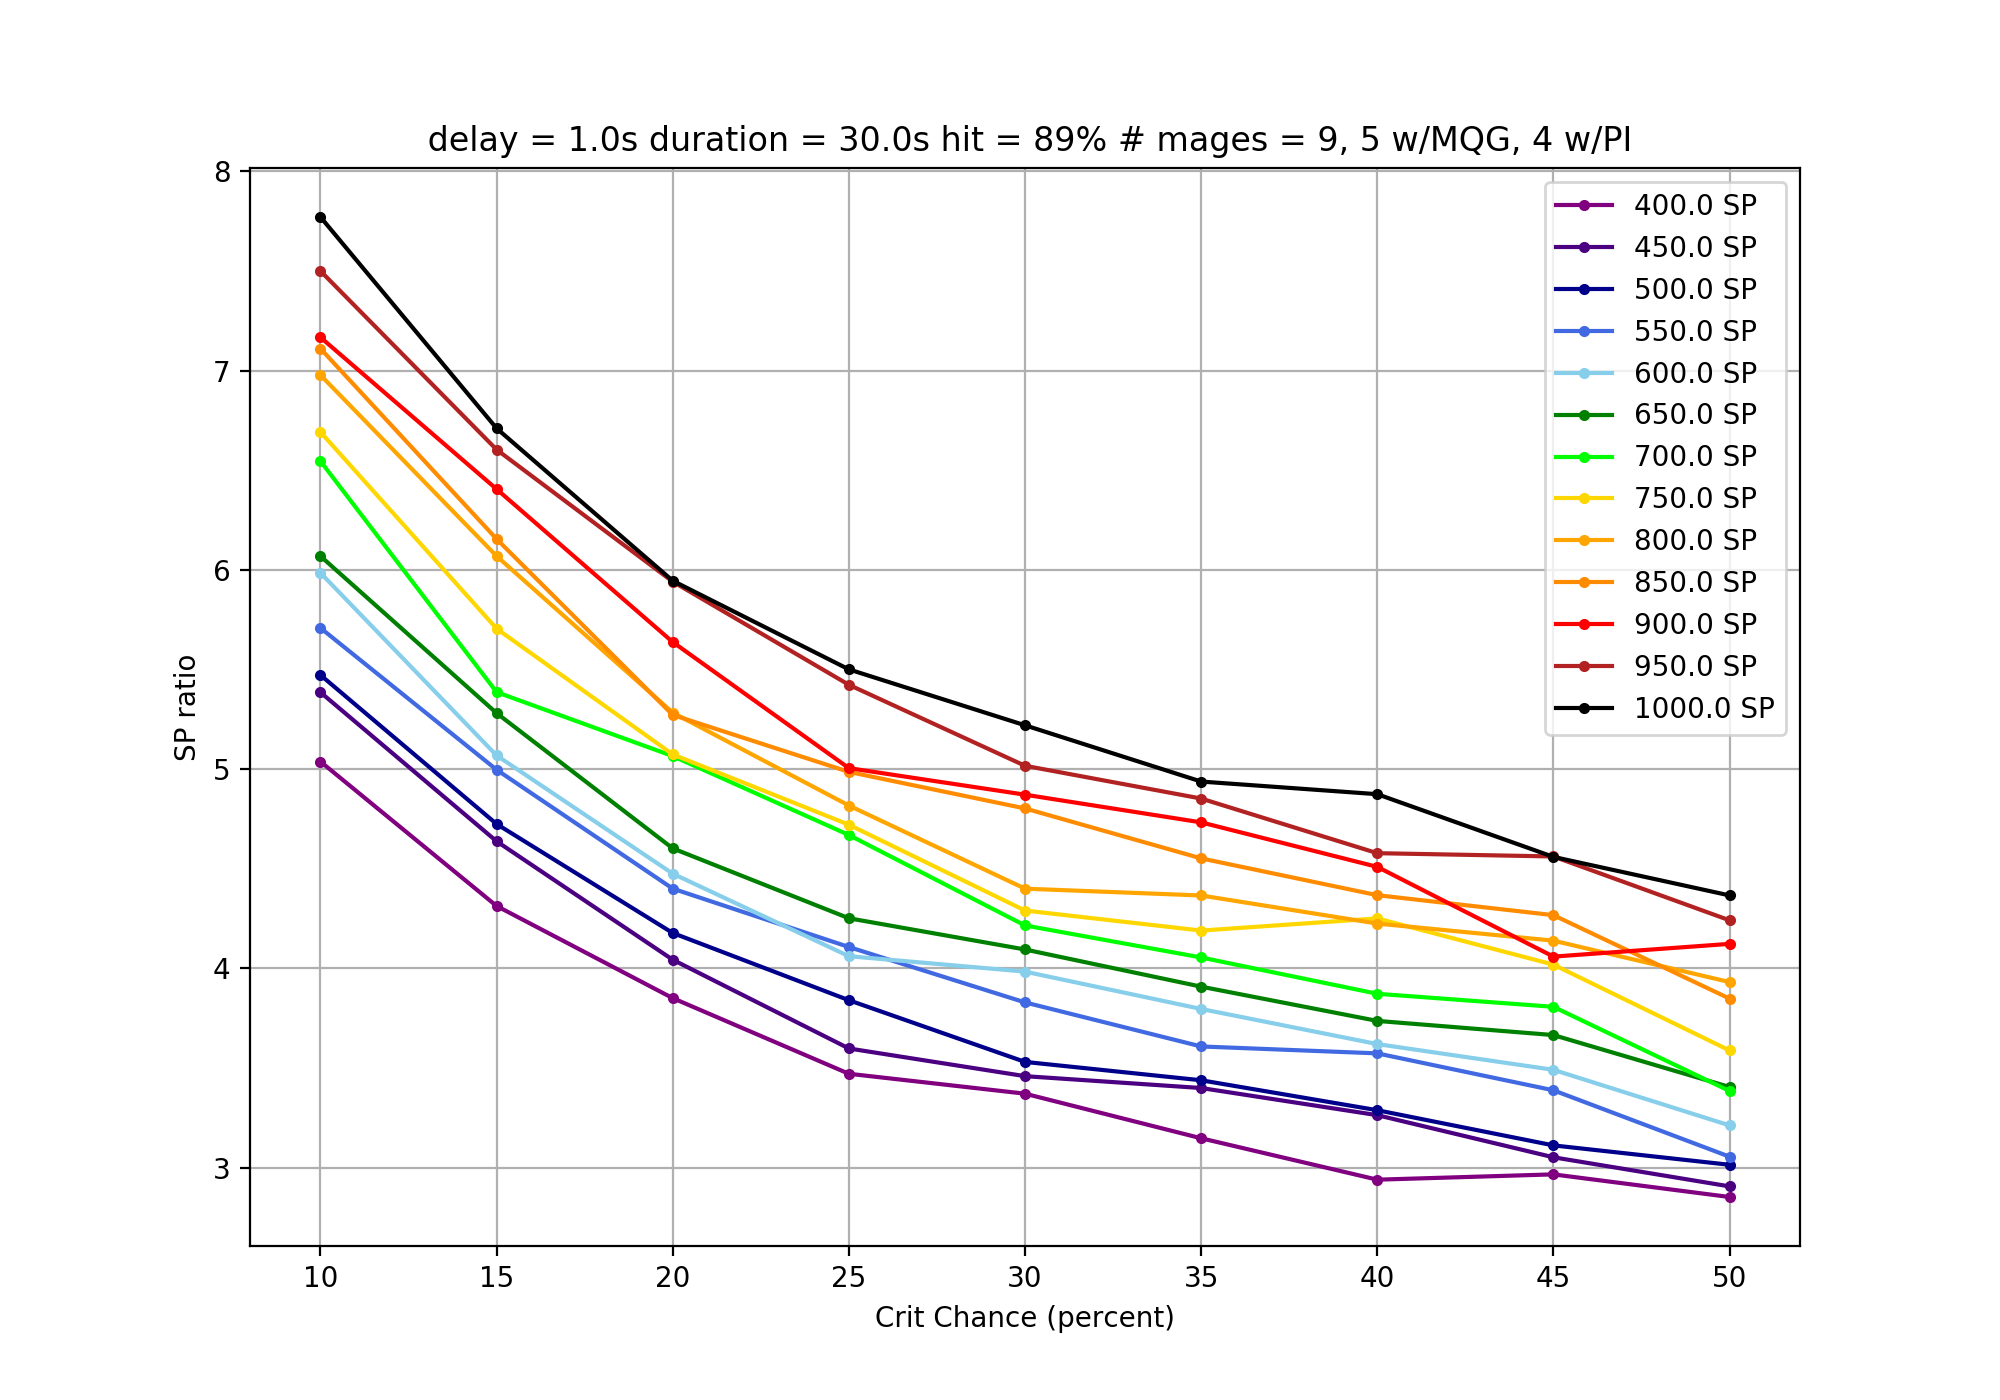 delay = 1.0s duration = 30.0s hit = 89% # mages = 9, 5 w/MQG, 4 w/PI
8
7
6
5
4
3
SP ratio
400.0 SP
450.0 SP
500.0 SP
550.0 SP
600.0 SP
650.0 SP
700.0 SP
750.0 SP
800.0 SP
850.0 SP
900.0 SP
950.0 SP
1000.0 SP
10 15 20 25 30 35 40 45 50
Crit Chance (percent)